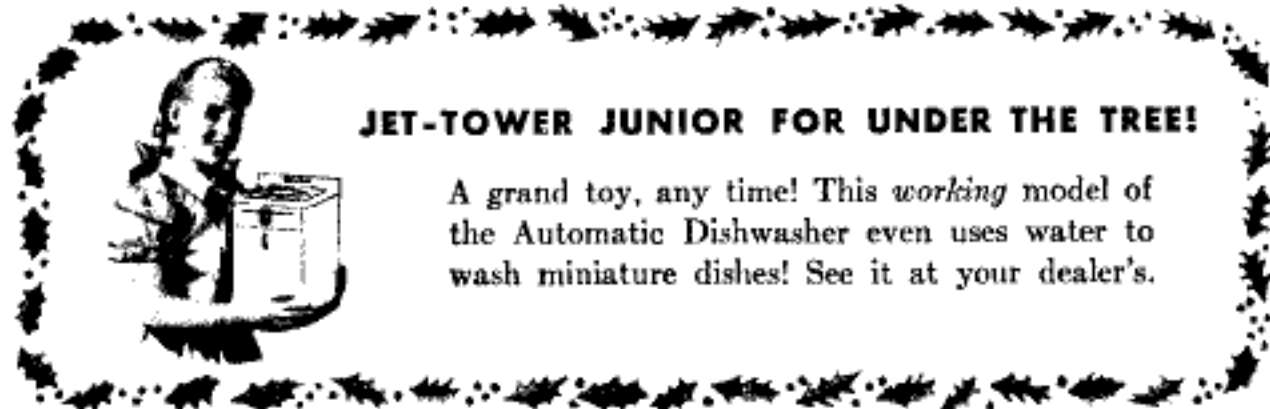 JET-TOWER JUNIOR FOR UNDER THE TREE!
A grand toy, any time! This working model of
the Automatic Dishwasher even uses water to
wash miniature dishes! See it at your dealer's.